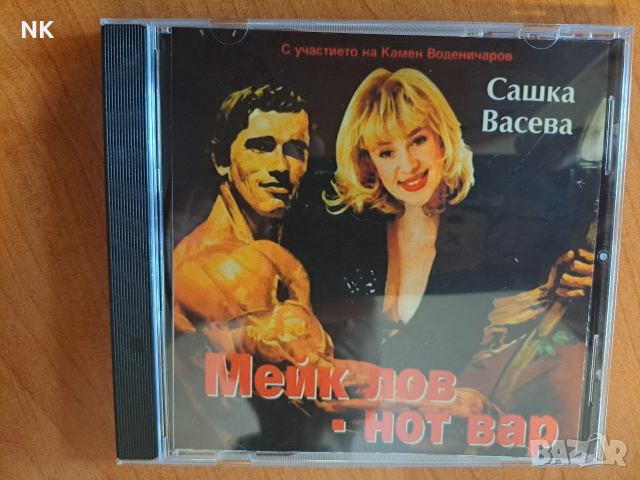 NK
С участието на Камен Воденичаров
Сашка
Васева
Мейк лов
- нот вар
BAZAR